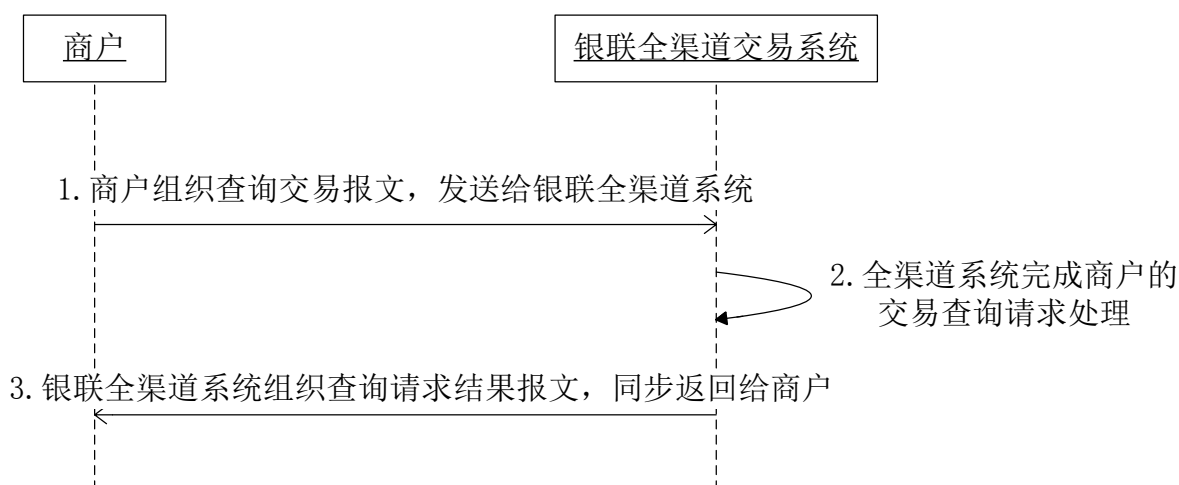 商户
银联全渠道交易系统
1.商户组织查询交易报文，发送给银联全渠道系统
2.全渠道系统完成商户的
交易查询请求处理
3.银联全渠道系统组织查询请求结果报文，同步返回给商户